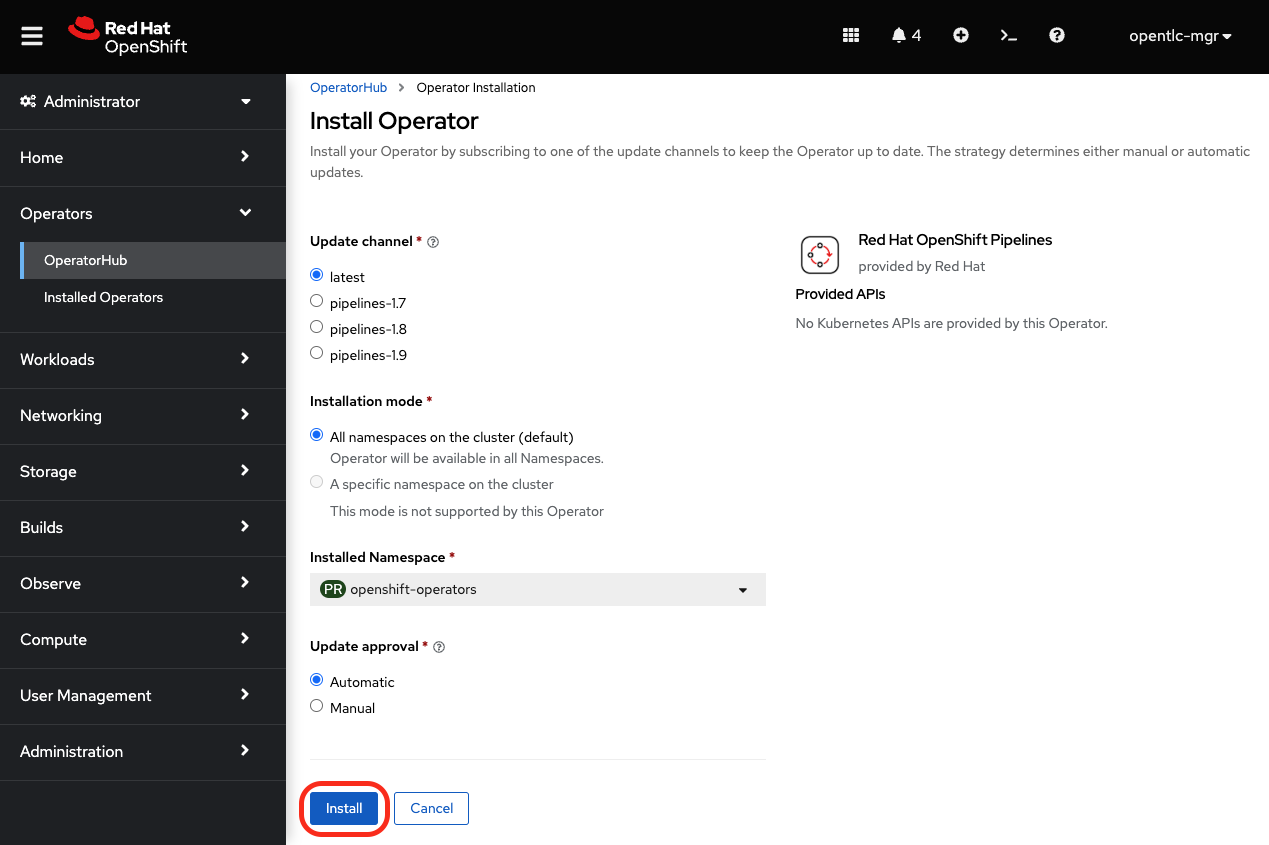 Red Hat
OpenShift
4
opentlc-mgr
Administrator
Home
Operators
OperatorHub
Installed Operators
Workloads
Networking
Storage
Builds
Observe
Compute
User Management
Administration
OperatorHub > Operator Installation
Install Operator
Install your Operator by subscribing to one of the update channels to keep the Operator up to date. The strategy determines either manual or automatic
updates.
Update channel *
latest
pipelines-1.7
pipelines-1.8
pipelines-1.9
Installation mode *
All namespaces on the cluster (default)
Operator will be available in all Namespaces.
A specific namespace on the cluster
This mode is not supported by this Operator
Installed Namespace *
PR openshift-operators
Update approval *
Automatic
Manual
Install
Cancel
Red Hat OpenShift Pipelines
provided by Red Hat
Provided APIs
No Kubernetes APIs are provided by this Operator.